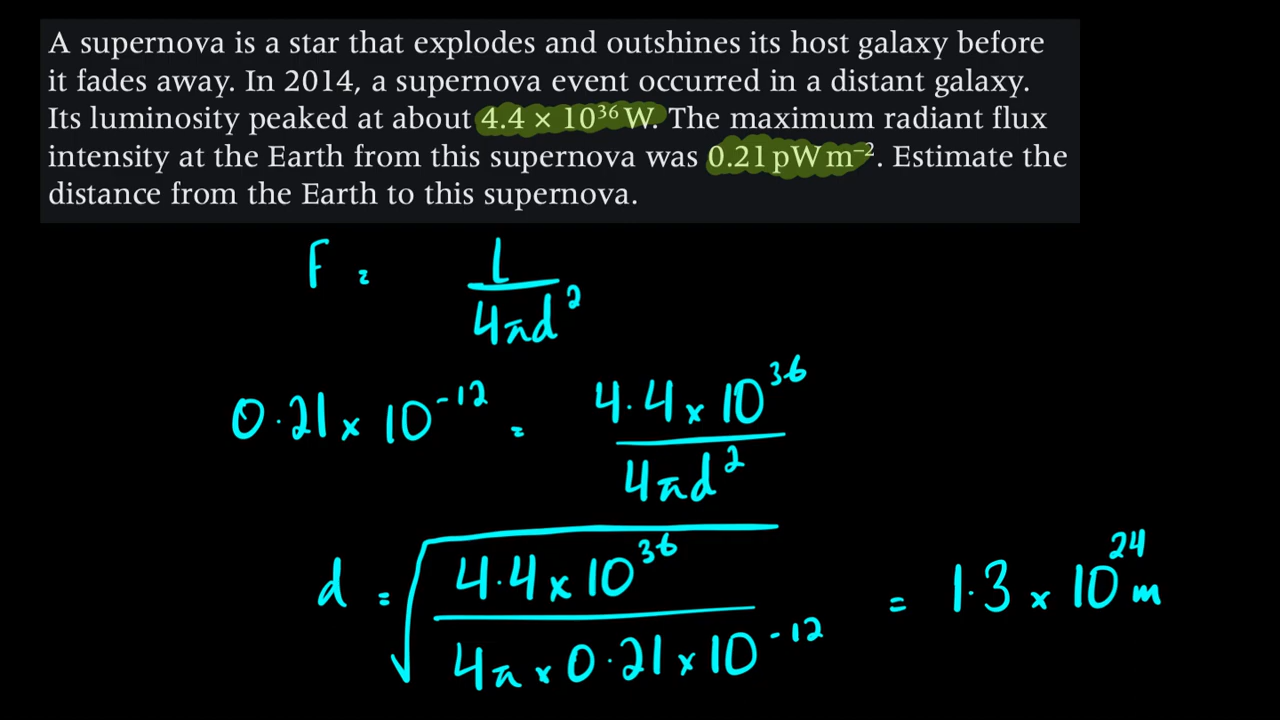 A supernova is a star that explodes and outshines its host galaxy before
it fades away. In 2014, a supernova event occurred in a distant galaxy.
Its luminosity peaked at about 4.4 × 10³⁶ W. The maximum radiant flux
intensity at the Earth from this supernova was 0.21 pW m⁻². Estimate the
distance from the Earth to this supernova.
F = L / 4πd²
0.21 × 10⁻¹² = 4.4 × 10³⁶ / 4πd²
d = √(4.4 × 10³⁶ / 4π × 0.21 × 10⁻¹²) = 1.3 × 10²⁴ m